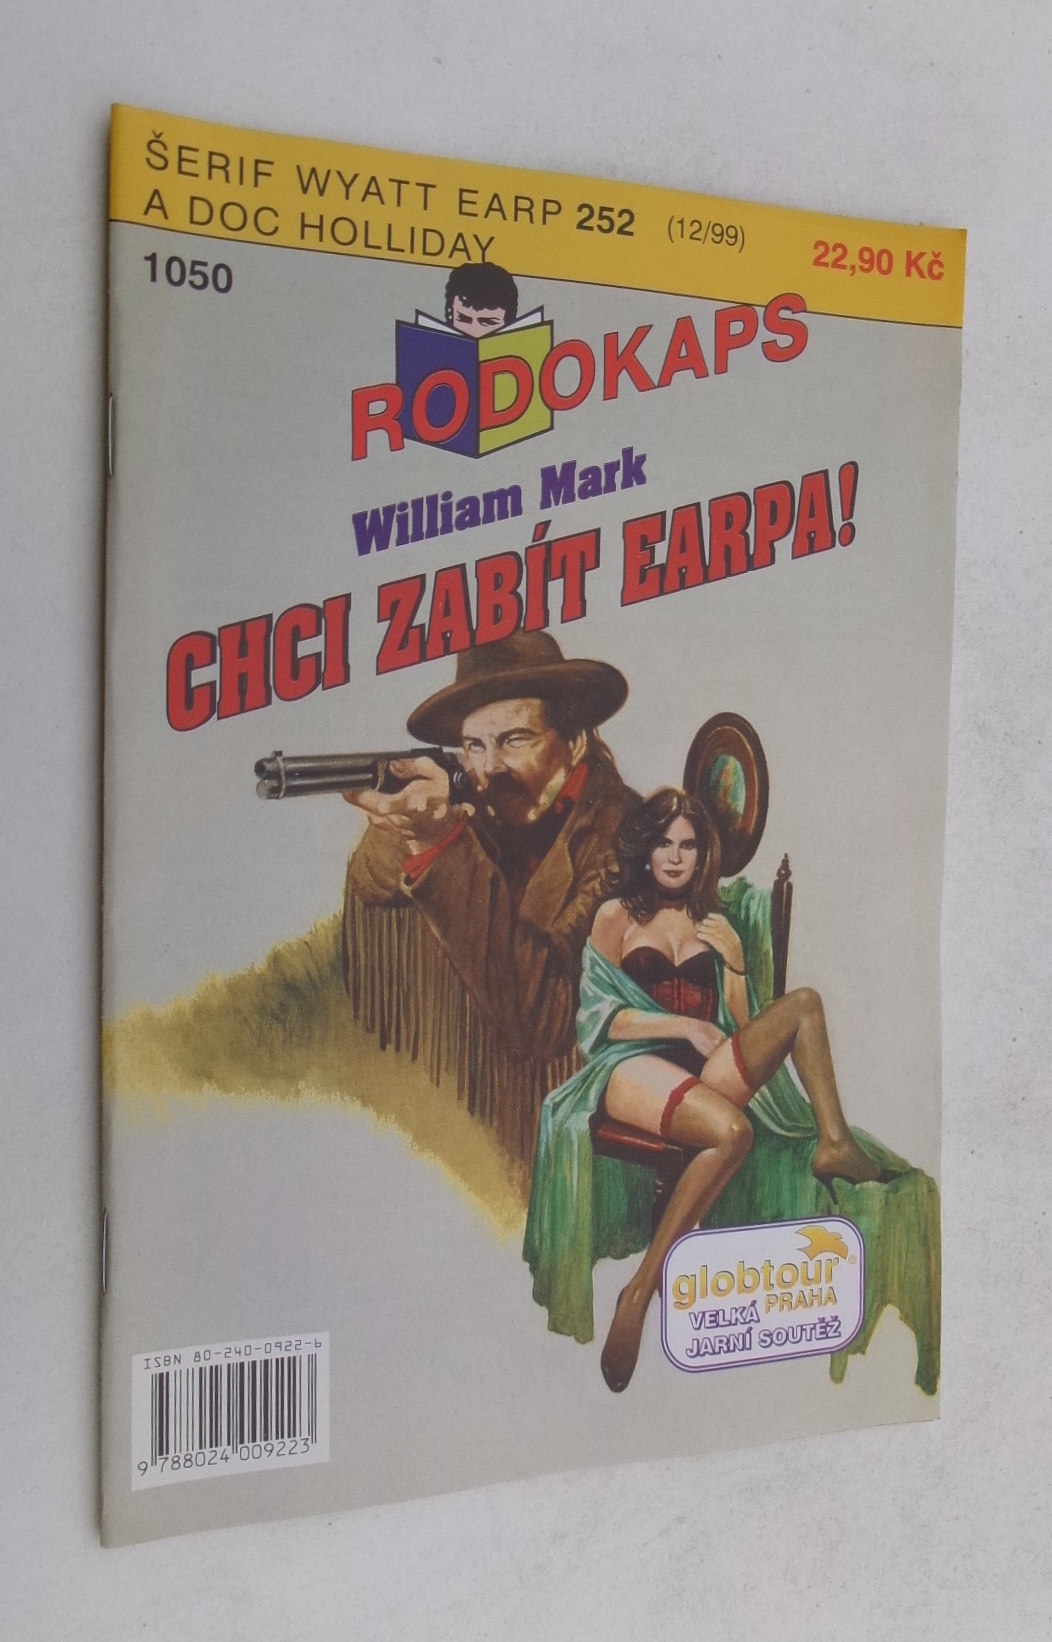 ŠERIF WYATT EARP 252 (12/99)
A DOC HOLLIDAY
22,90 Kč
1050
RODOKAPS
William Mark
CHCI ZABÍT EARPA!
globtour®
PRAHA
VELKÁ
JARNÍ SOUTĚŽ
ISBN 80-240-0922-6
9 788024 009223